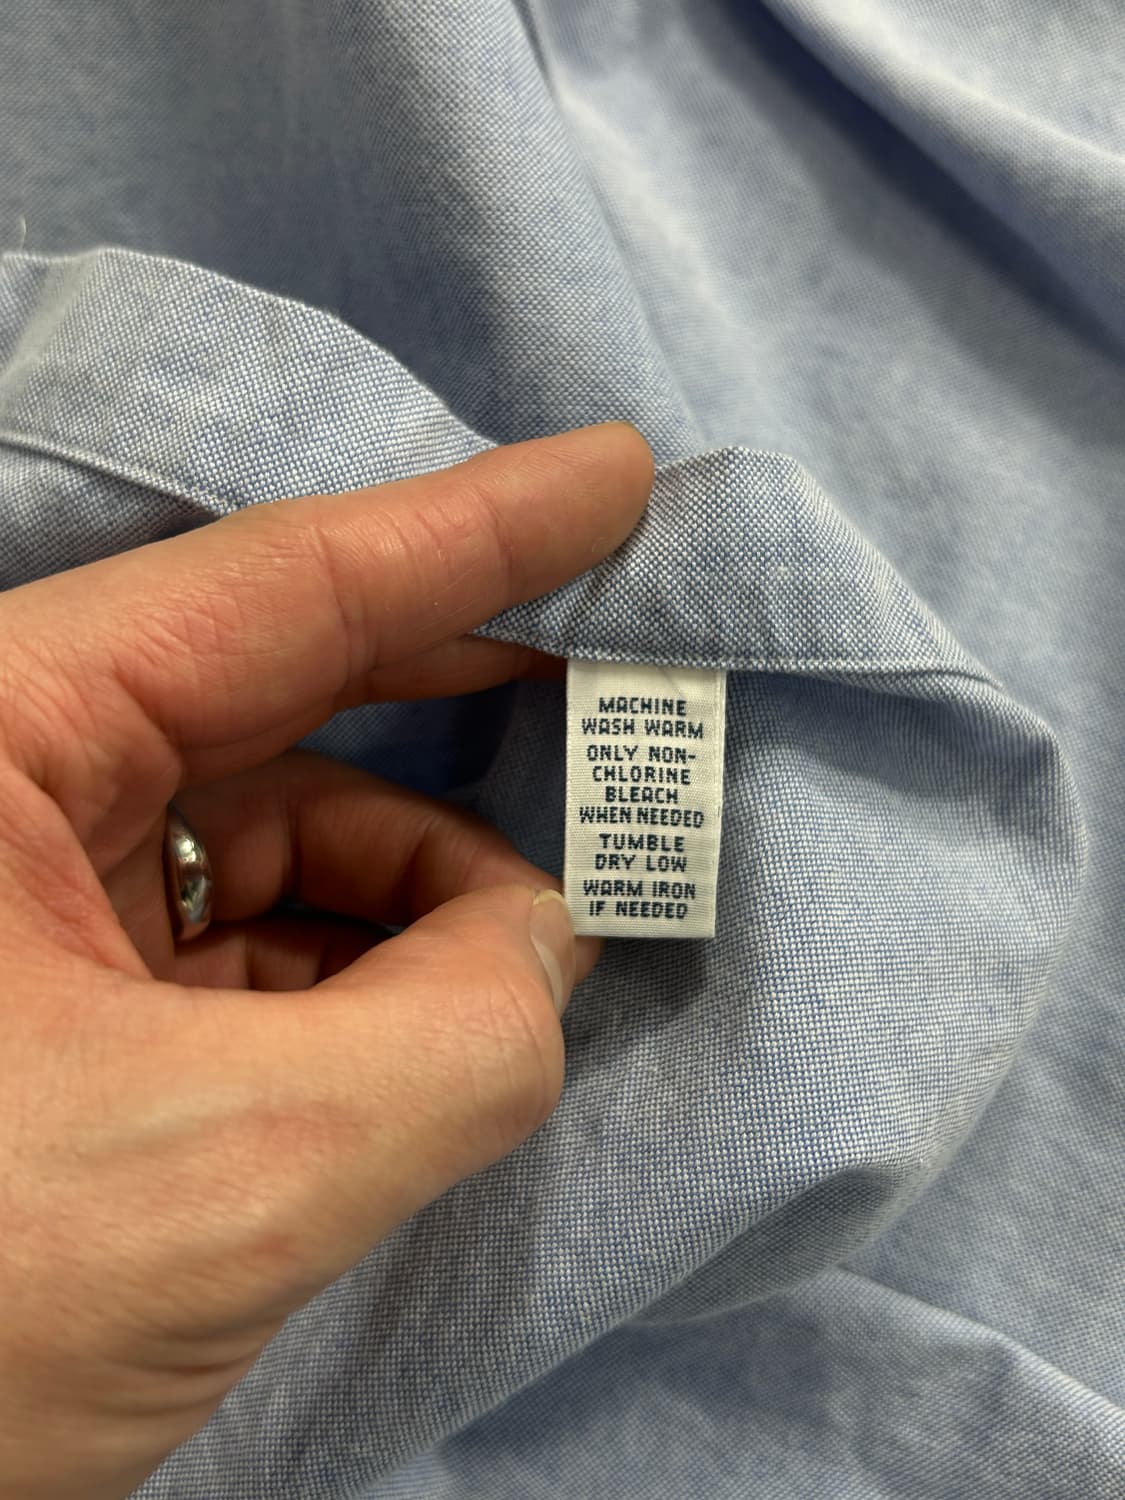 MACHINE
WASH WARM
ONLY NON-
CHLORINE
BLEACH
WHEN NEEDED
TUMBLE
DRY LOW
WARM IRON
IF NEEDED